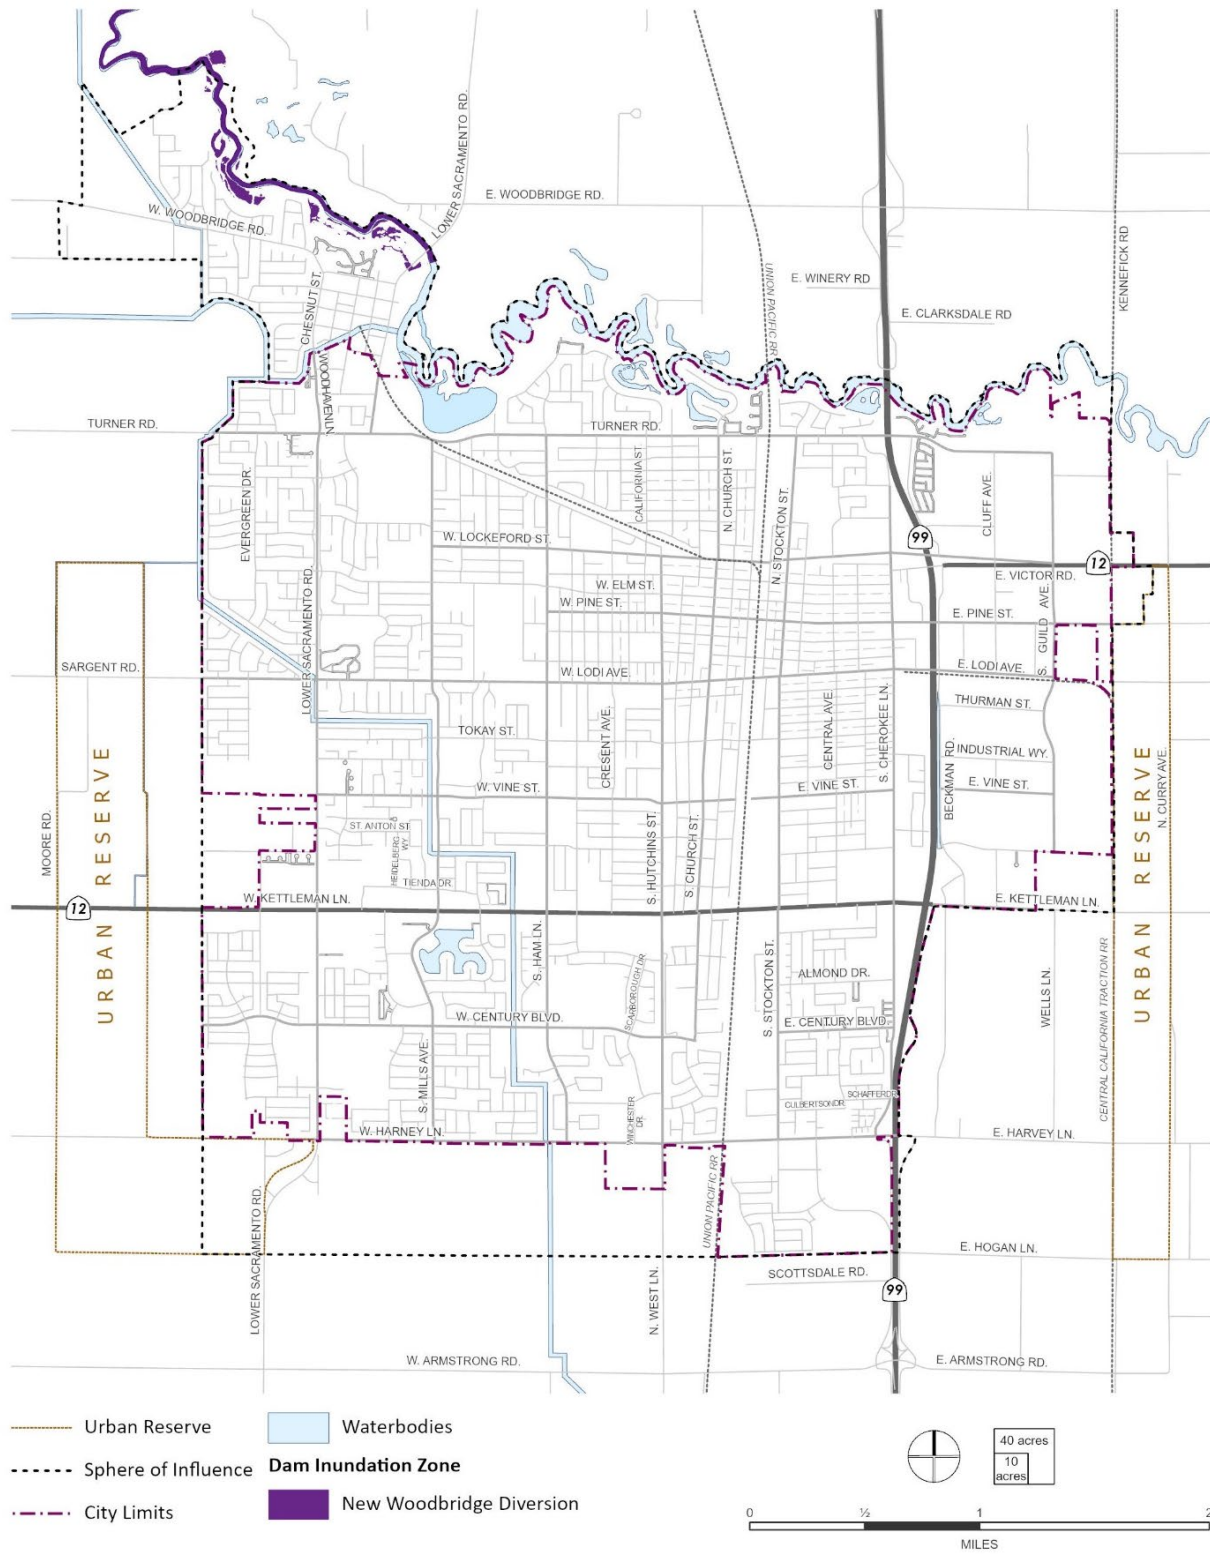 LOWER SACRAMENTO RD.
E. WOODBRIDGE RD.
W. WOODBRIDGE RD.
KENNEFICK RD
UNION PACIFIC RR
E. WINERY RD
E. CLARKSDALE RD
CHESNUT ST.
WOODHAVEN LN.
TURNER RD.
TURNER RD.
EVERGREEN DR.
CALIFORNIA ST.
N. CHURCH ST.
N. STOCKTON ST.
CLUFF AVE.
W. LOCKEFORD ST.
99
12
E. VICTOR RD.
W. ELM ST.
W. PINE ST.
E. PINE ST.
S. GUILD AVE.
LOWER SACRAMENTO RD.
SARGENT RD.
W. LODI AVE.
E. LODI AVE.
THURMAN ST.
TOKAY ST.
CRESENT AVE.
CENTRAL AVE.
S. CHEROKEE LN.
BECKMAN RD.
INDUSTRIAL WY.
W. VINE ST.
E. VINE ST.
E. VINE ST.
N. CURRY AVE.
MOORE RD.
URBAN RESERVE
URBAN RESERVE
ST. ANTON ST
HEIDELBERG WY
TIENDA DR
S. HUTCHINS ST.
S. CHURCH ST.
W. KETTLEMAN LN.
E. KETTLEMAN LN.
12
S. HAM LN.
SCARBOROUGH DR.
S. STOCKTON ST.
ALMOND DR.
WELLS LN.
CENTRAL CALIFORNIA TRACTION RR
W. CENTURY BLVD.
E. CENTURY BLVD.
S. MILLS AVE.
WINCHESTER DR.
CULBERTSON DR.
SCHAFFER DR.
W. HARNEY LN.
E. HARVEY LN.
UNION PACIFIC RR
LOWER SACRAMENTO RD.
E. HOGAN LN.
SCOTTSDALE RD.
N. WEST LN.
99
W. ARMSTRONG RD.
E. ARMSTRONG RD.
Urban Reserve
Sphere of Influence
City Limits
Waterbodies
Dam Inundation Zone
New Woodbridge Diversion
40 acres
10
acres
0 ½ 1 2
MILES